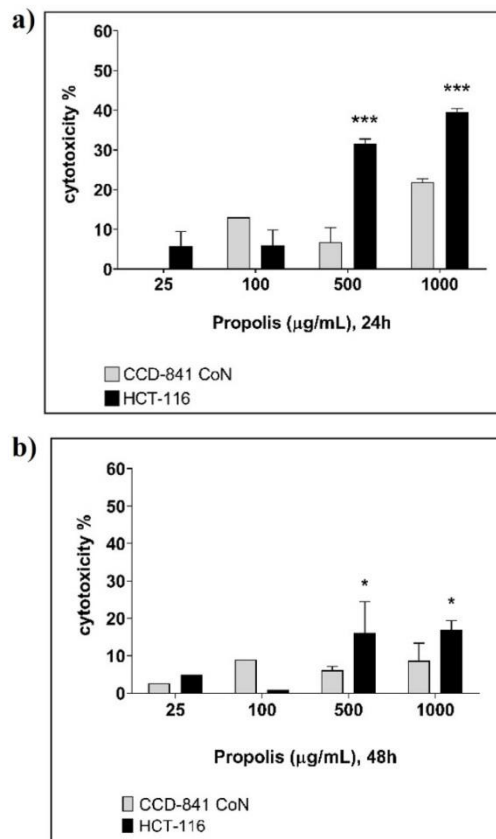 a)
60
50
40
30
20
10
0
cytotoxicity %
***
***
25 100 500 1000
Propolis (µg/mL), 24h
CCD-841 CoN
HCT-116
b)
60
50
40
30
20
10
0
cytotoxicity %
*
*
25 100 500 1000
Propolis (µg/mL), 48h
CCD-841 CoN
HCT-116